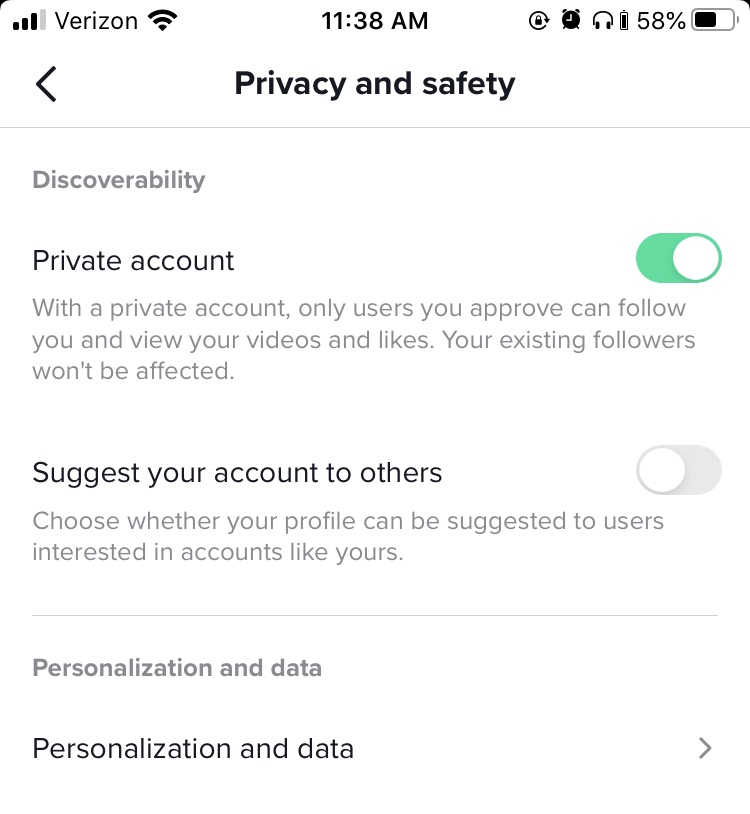 Verizon 11:38 AM 58%
Privacy and safety
Discoverability
Private account
With a private account, only users you approve can follow
you and view your videos and likes. Your existing followers
won't be affected.
Suggest your account to others
Choose whether your profile can be suggested to users
interested in accounts like yours.
Personalization and data
Personalization and data